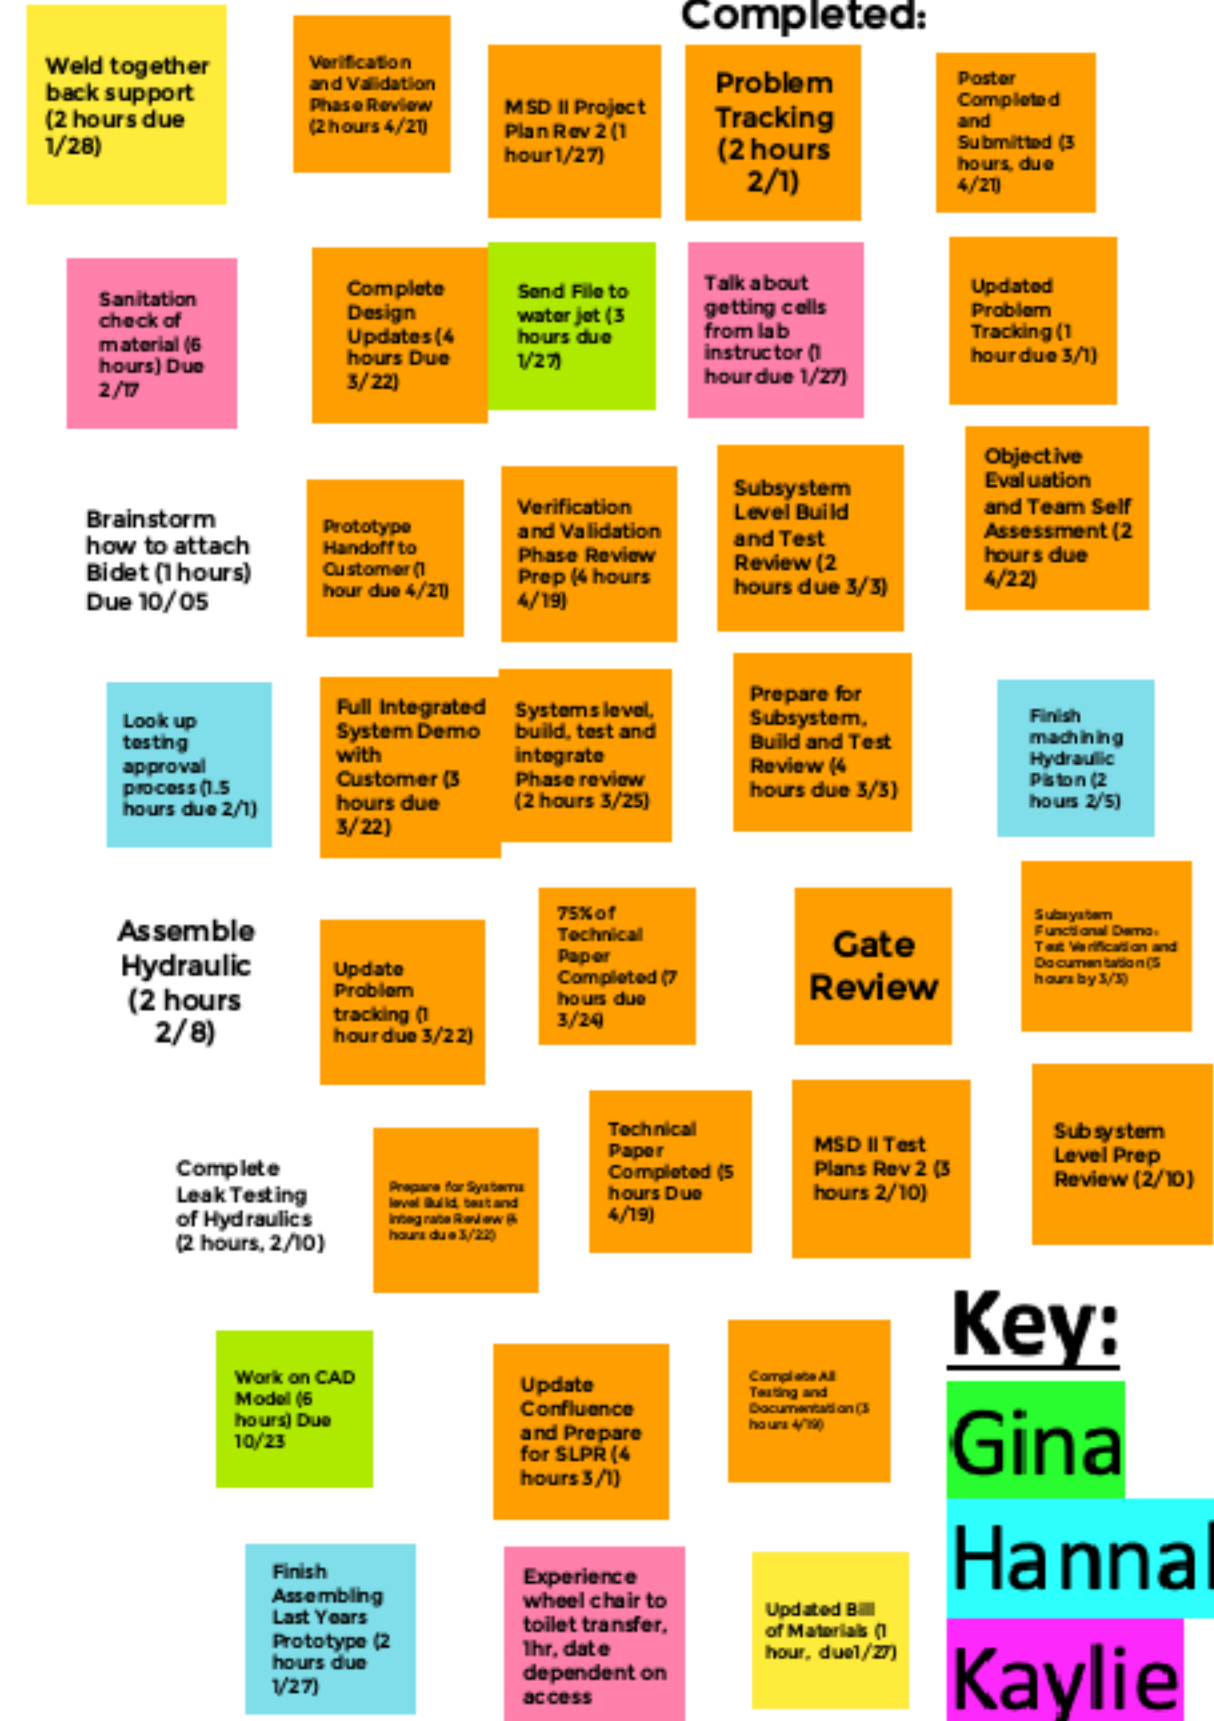 Completed:
Weld together
back support
(2 hours due
1/28)
Verification
and Validation
Phase Review
(2 hours 4/21)
MSD II Project
Plan Rev 2 (1
hour 1/27)
Problem
Tracking
(2 hours
2/1)
Poster
Completed
and
Submitted (3
hours, due
4/21)
Sanitation
check of
material (6
hours) Due
2/17
Complete
Design
Updates (4
hours Due
3/22)
Send File to
water jet (3
hours due
1/27)
Talk about
getting cells
from lab
instructor (1
hour due 1/27)
Updated
Problem
Tracking (1
hour due 3/1)
Brainstorm
how to attach
Bidet (1 hours)
Due 10/05
Prototype
Handoff to
Customer (1
hour due 4/21)
Verification
and Validation
Phase Review
Prep (4 hours
4/19)
Subsystem
Level Build
and Test
Review (2
hours due 3/3)
Objective
Evaluation
and Team Self
Assessment (2
hours due
4/22)
Look up
testing
approval
process (1.5
hours due 2/1)
Full Integrated
System Demo
with
Customer (3
hours due
3/22)
Systems level,
build, test and
integrate
Phase review
(2 hours 3/25)
Prepare for
Subsystem,
Build and Test
Review (4
hours due 3/3)
Finish
machining
Hydraulic
Piston (2
hours 2/5)
Assemble
Hydraulic
(2 hours
2/8)
Update
Problem
tracking (1
hour due 3/22)
75% of
Technical
Paper
Completed (7
hours due
3/24)
Gate
Review
Subsystem
Functional Demo,
Test Verification and
Documentation (5
hours by 3/3)
Complete
Leak Testing
of Hydraulics
(2 hours, 2/10)
Prepare for Systems
level Build, test and
integrate Review (
hours due 3/22)
Technical
Paper
Completed (5
hours Due
4/19)
MSD II Test
Plans Rev 2 (3
hours 2/10)
Subsystem
Level Prep
Review (2/10)
Work on CAD
Model (6
hours) Due
10/23
Update
Confluence
and Prepare
for SLPR (4
hours 3/1)
Complete All
Testing and
Documentation (3
hours 4/19)
Finish
Assembling
Last Years
Prototype (2
hours due
1/27)
Experience
wheel chair to
toilet transfer,
1hr, date
dependent on
access
Updated Bill
of Materials (1
hour, due1/27)
Key:
Gina
Hannal
Kaylie